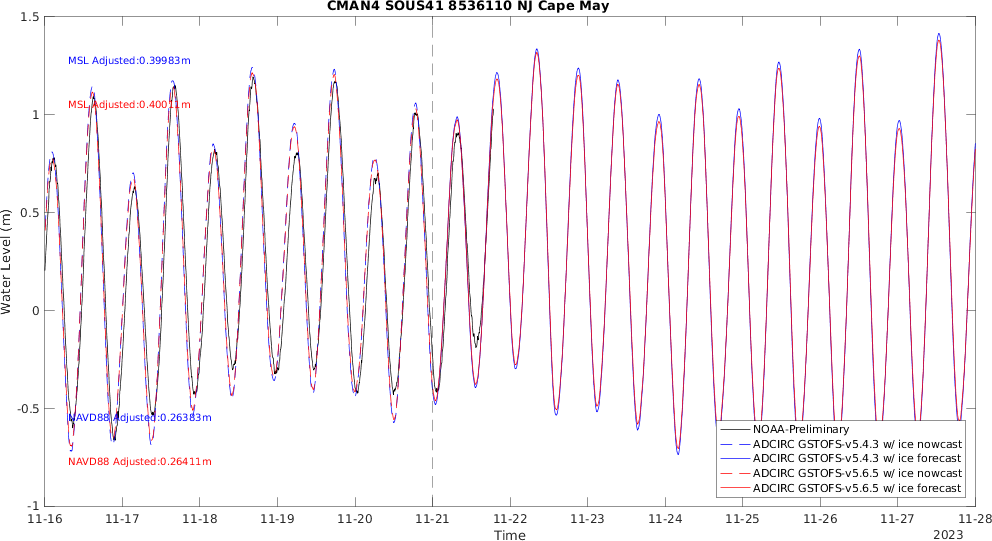 CMAN4 SOUS41 8536110 NJ Cape May
1.5
1
0.5
0
-0.5
-1
Water Level (m)
MSL Adjusted:0.39983m
MSL Adjusted:0.40011m
NAVD88 Adjusted:0.26383m
NAVD88 Adjusted:0.26411m
NOAA-Preliminary
ADCIRC GSTOFS-v5.4.3 w/ ice nowcast
ADCIRC GSTOFS-v5.4.3 w/ ice forecast
ADCIRC GSTOFS-v5.6.5 w/ ice nowcast
ADCIRC GSTOFS-v5.6.5 w/ ice forecast
11-16 11-17 11-18 11-19 11-20 11-21 11-22 11-23 11-24 11-25 11-26 11-27 11-28
Time
2023